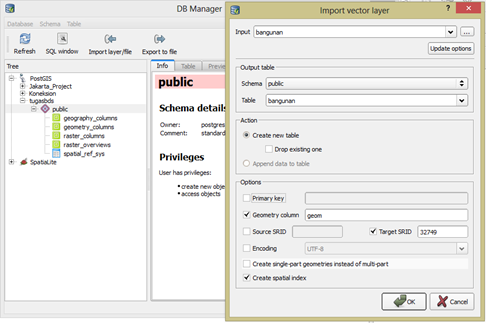 DB Manager
Database Schema Table
Refresh
SQL window
Import layer/file
Export to file
Tree
PostGIS
Jakarta_Project
Koneksion
tugasbds
public
geography_columns
geometry_columns
raster_columns
raster_overviews
spatial_ref_sys
SpatiaLite
Info
Table
Preview
public
Schema details
Owner: postgres
Comment: standard
Privileges
User has privileges:
create new obje
access objects
Import vector layer
Input
bangunan
...
Update options
Output table
Schema
public
Table
bangunan
Action
Create new table
Drop existing one
Append data to table
Options
Primary key
Geometry column
geom
Source SRID
Target SRID
32749
Encoding
UTF-8
Create single-part geometries instead of multi-part
Create spatial index
OK
Cancel